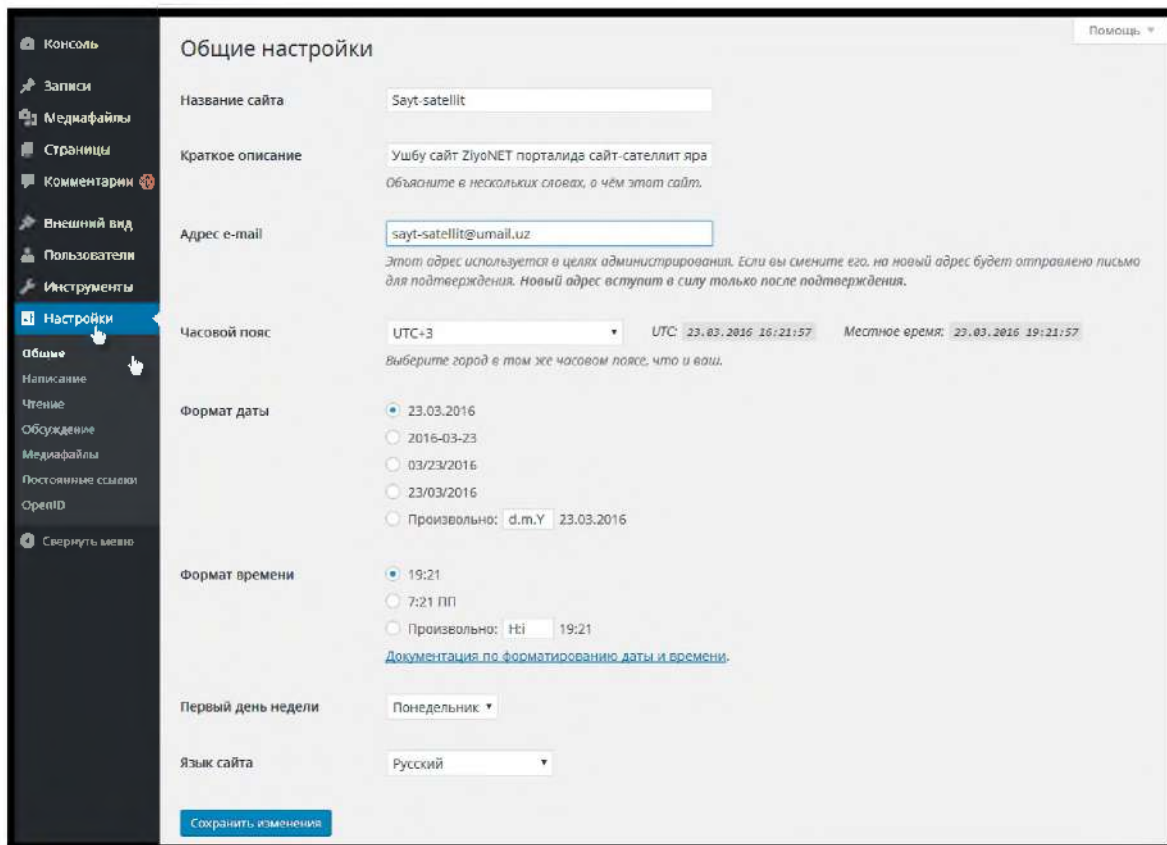 Консоль
Записи
Медиафайлы
Страницы
Комментарии
Внешний вид
Пользователи
Инструменты
Настройки
Общие
Написание
Чтение
Обсуждение
Медиафайлы
Постоянные ссылки
OpenID
Свернуть меню
Помощь
Общие настройки
Название сайта Sayt-satellit
Краткое описание Ушбу сайт ZiyoNET порталида сайт-сателлит яра
Объясните в нескольких словах, о чём этот сайт.
Адрес e-mail sayt-satellit@umail.uz
Этот адрес используется в целях администрирования. Если вы смените его, на новый адрес будет отправлено письмо
для подтверждения. Новый адрес вступит в силу только после подтверждения.
Часовой пояс UTC+3 UTC: 23.03.2016 16:21:57 Местное время: 23.03.2016 19:21:57
Выберите город в том же часовом поясе, что и ваш.
Формат даты 23.03.2016
2016-03-23
03/23/2016
23/03/2016
Произвольно: d.m.Y 23.03.2016
Формат времени 19:21
7:21 ПП
Произвольно: H:i 19:21
Документация по форматированию даты и времени.
Первый день недели Понедельник
Язык сайта Русский
Сохранить изменения